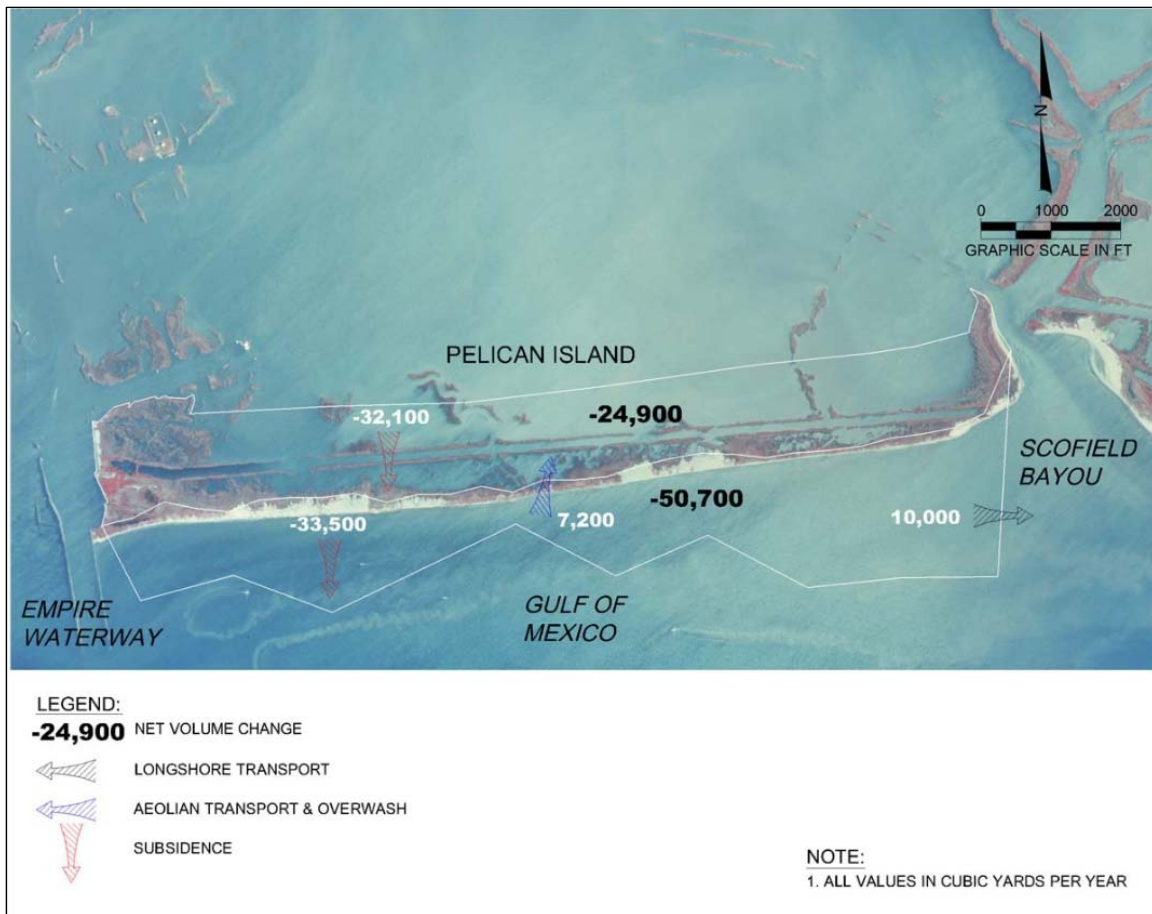 N
0 1000 2000
GRAPHIC SCALE IN FT
PELICAN ISLAND
-32,100
-24,900
SCOFIELD
BAYOU
-50,700
-33,500
7,200
10,000
EMPIRE
WATERWAY
GULF OF
MEXICO
LEGEND:
-24,900 NET VOLUME CHANGE
LONGSHORE TRANSPORT
AEOLIAN TRANSPORT & OVERWASH
SUBSIDENCE
NOTE:
1. ALL VALUES IN CUBIC YARDS PER YEAR